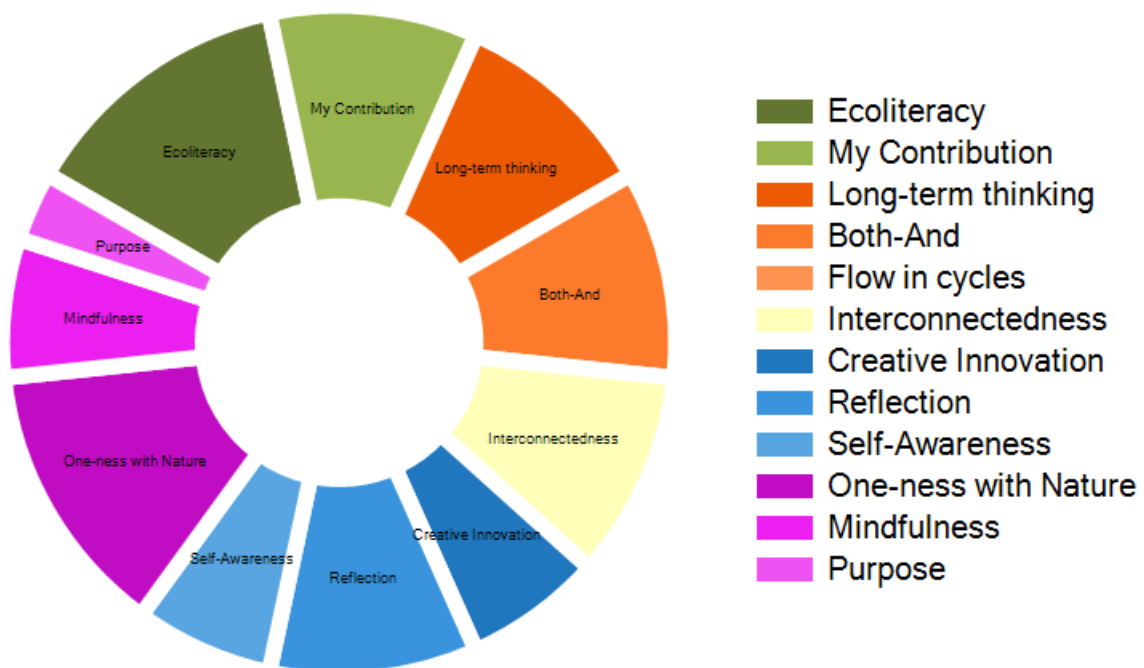 My Contribution
Ecoliteracy
Long-term thinking
Purpose
Both-And
Mindfulness
Interconnectedness
One-ness with Nature
Creative Innovation
Self-Awareness
Reflection
Ecoliteracy
My Contribution
Long-term thinking
Both-And
Flow in cycles
Interconnectedness
Creative Innovation
Reflection
Self-Awareness
One-ness with Nature
Mindfulness
Purpose